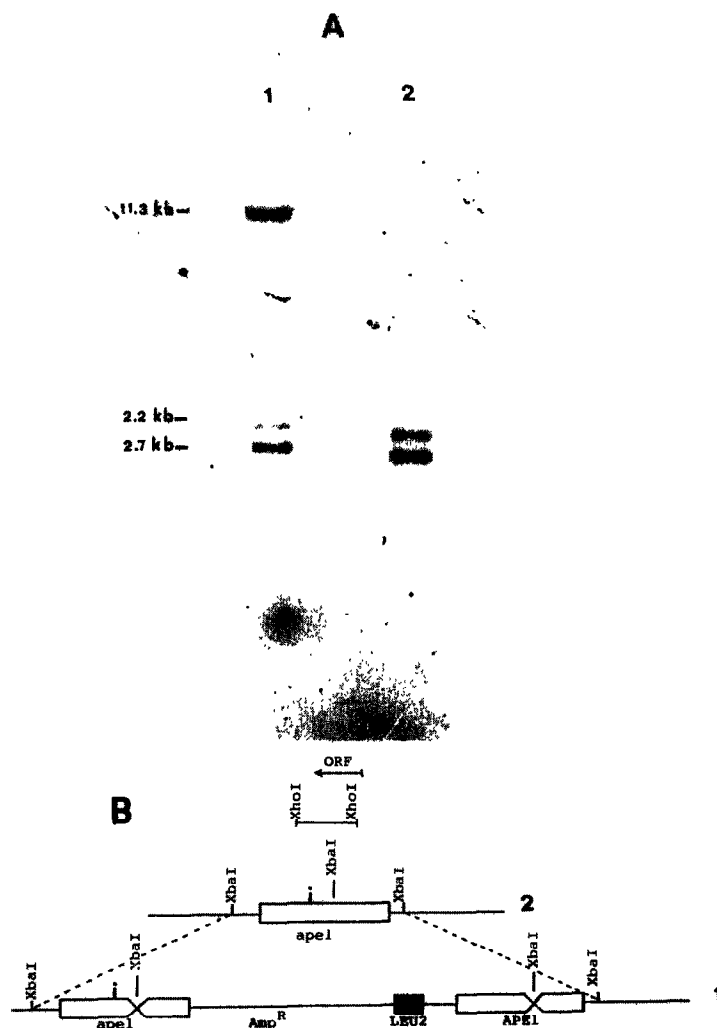 A
1 2
11.3 kb
2.2 kb
2.7 kb
ORF
B
XhoI XhoI
XbaI XbaI XbaI
i
2
ape1
XbaI XbaI XbaI XbaI
i
1
ape1 Amp R LEU2 APE1